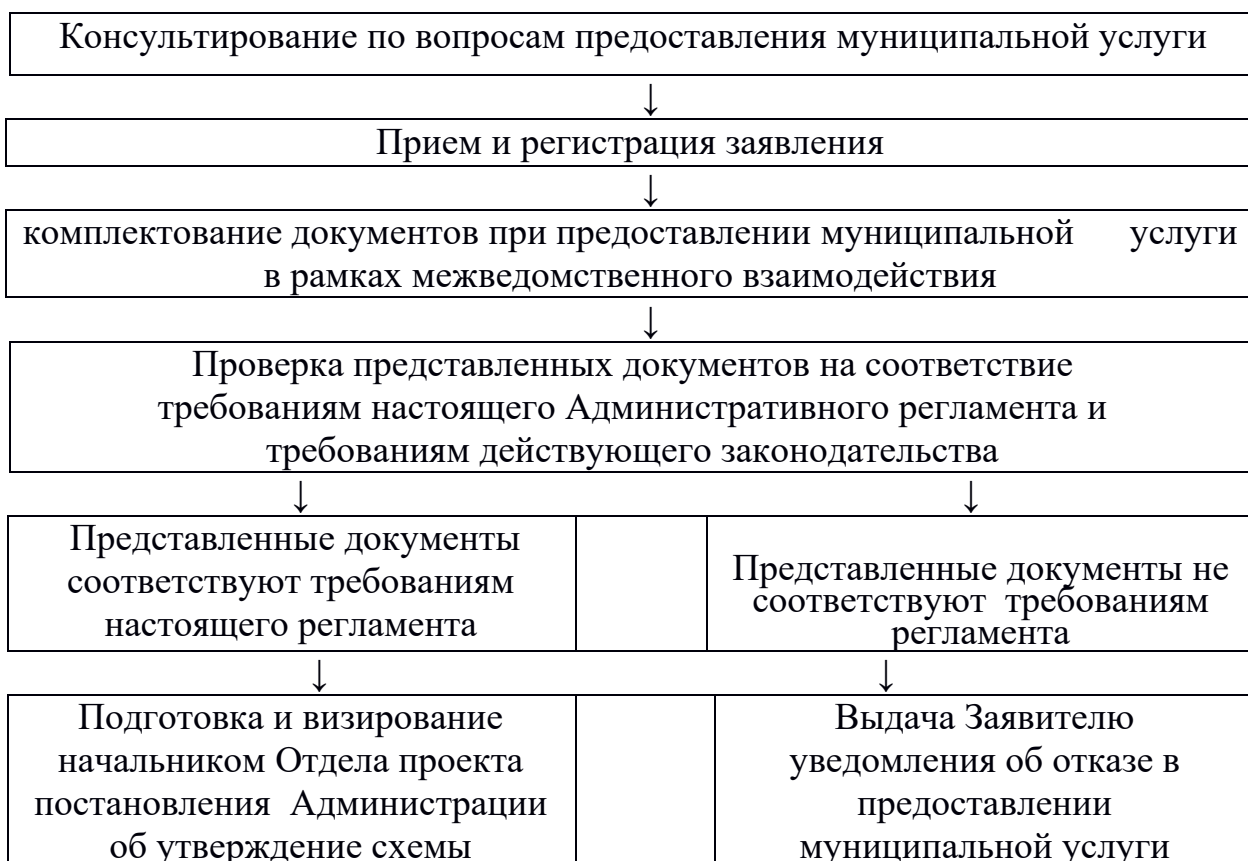 Консультирование по вопросам предоставления муниципальной услуги
↓
Прием и регистрация заявления
↓
комплектование документов при предоставлении муниципальной услуги
в рамках межведомственного взаимодействия
↓
Проверка представленных документов на соответствие
требованиям настоящего Административного регламента и
требованиям действующего законодательства
↓ ↓
Представленные документы
соответствуют требованиям
настоящего регламента
Представленные документы не
соответствуют требованиям
регламента
↓ ↓
Подготовка и визирование
начальником Отдела проекта
постановления Администрации
об утверждение схемы
Выдача Заявителю
уведомления об отказе в
предоставлении
муниципальной услуги